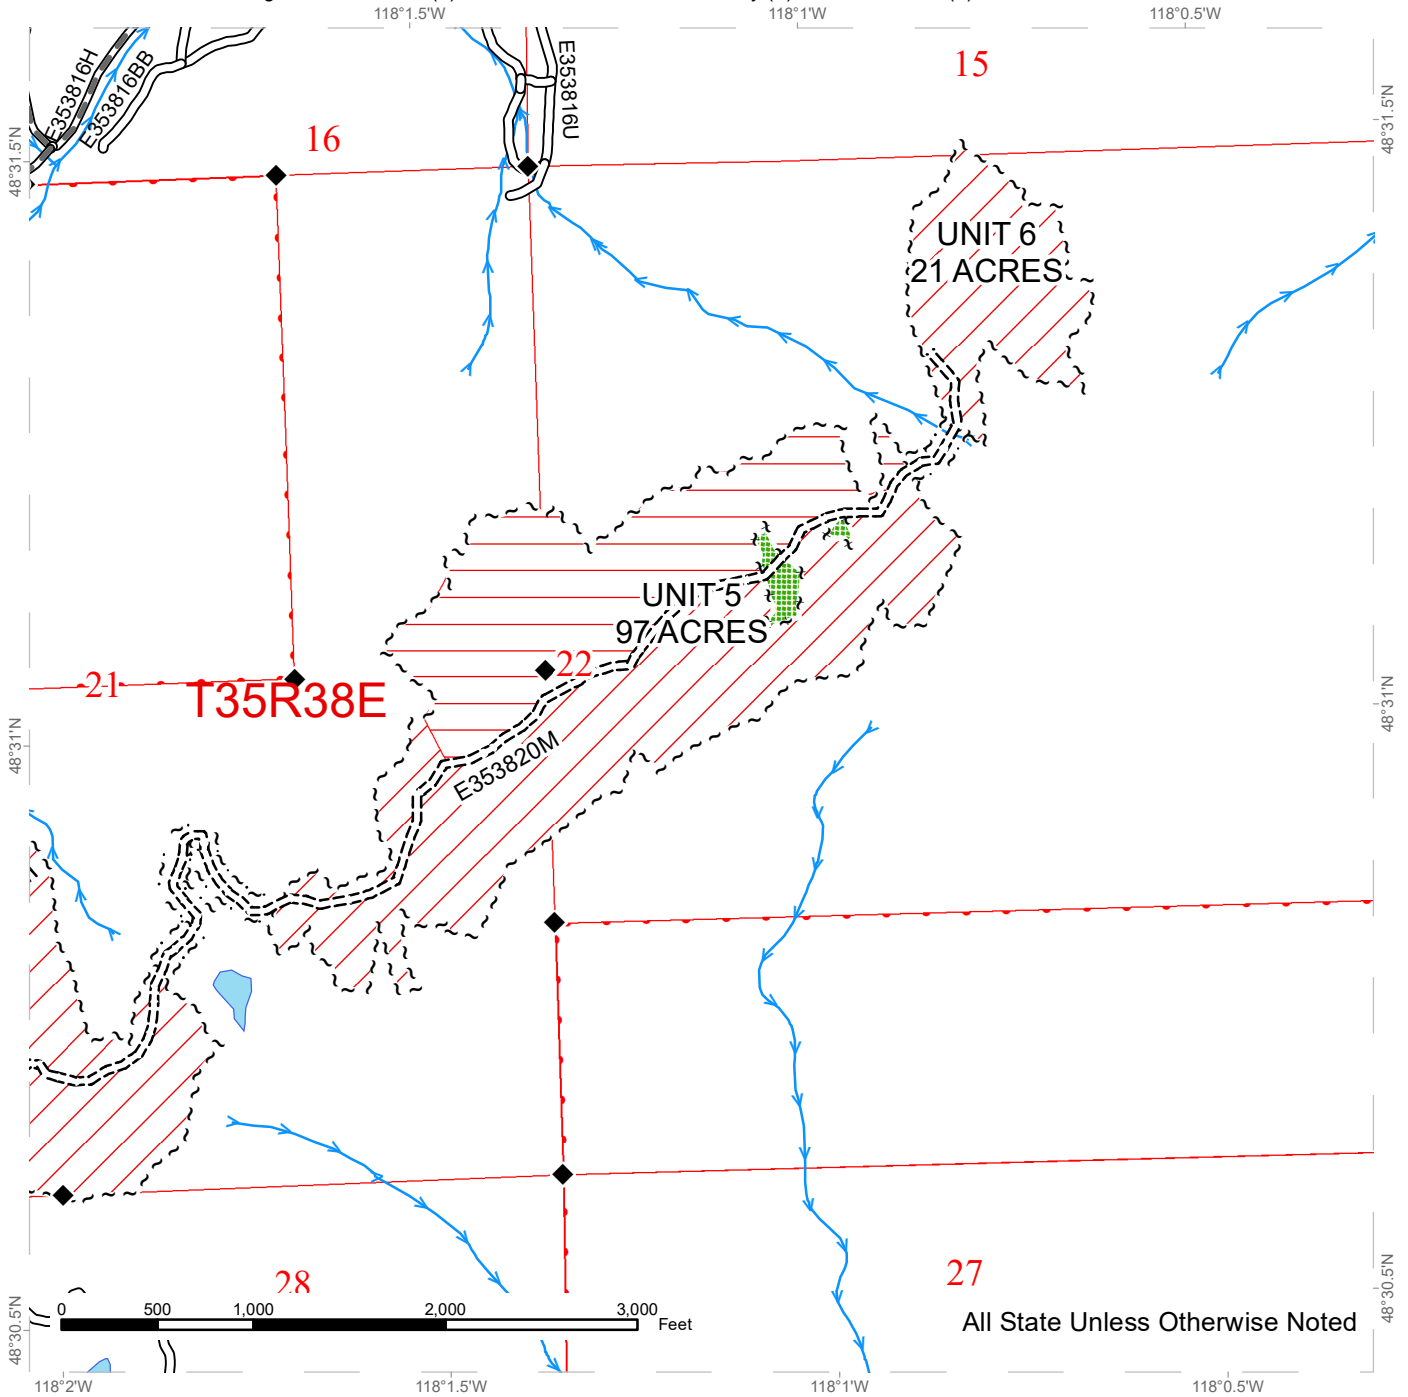 118°1.5'W
118°1'W
118°0.5'W
E353816H
E353816BB
E353816U
15
16
48°31.5'N
48°31.5'N
UNIT 6
21 ACRES
UNIT 5
97 ACRES
22
21
T35R38E
48°31'N
48°31'N
E353820M
28
27
48°30.5'N
48°30.5'N
0
500
1,000
2,000
3,000
Feet
All State Unless Otherwise Noted
118°2'W
118°1.5'W
118°1'W
118°0.5'W